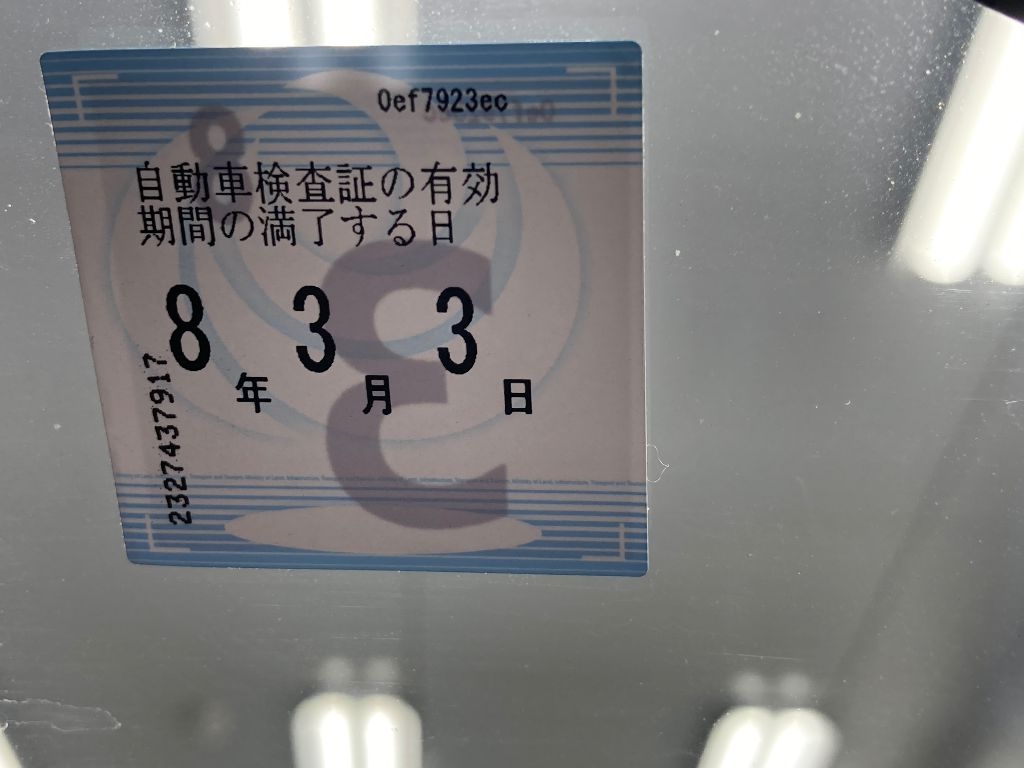 0ef7923ec
自動車検査証の有効
期間の満了する日
8年 3月 3日
2327437917